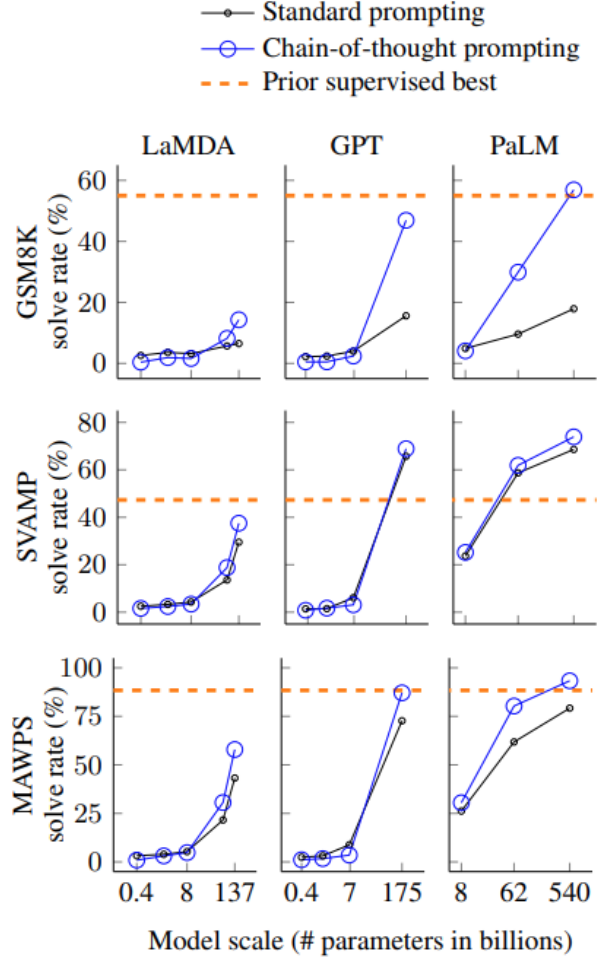 Standard prompting
Chain-of-thought prompting
Prior supervised best
LaMDA GPT PaLM
GSM8K
solve rate (%)
60
40
20
0
SVAMP
solve rate (%)
80
60
40
20
0
MAWPS
solve rate (%)
100
75
50
25
0
0.4 8 137 0.4 7 175 8 62 540
Model scale (# parameters in billions)